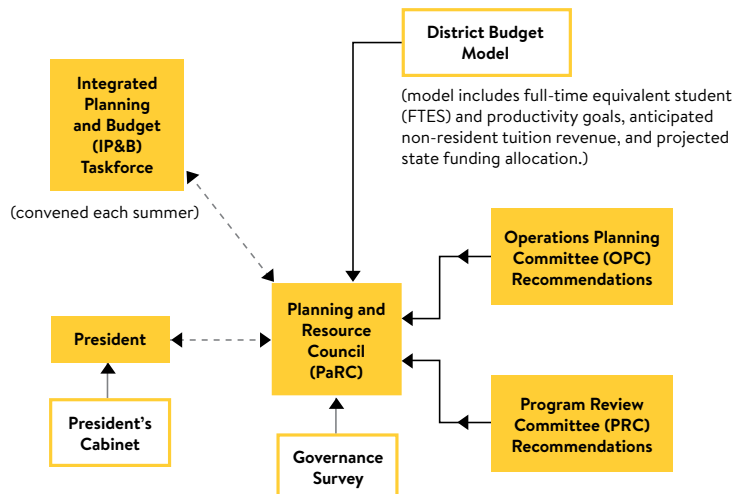 District Budget
Model
(model includes full-time equivalent student
(FTES) and productivity goals, anticipated
non-resident tuition revenue, and projected
state funding allocation.)
Integrated
Planning
and Budget
(IP&B)
Taskforce
(convened each summer)
Operations Planning
Committee (OPC)
Recommendations
Planning and
Resource
Council
(PaRC)
President
President's
Cabinet
Program Review
Committee (PRC)
Recommendations
Governance
Survey